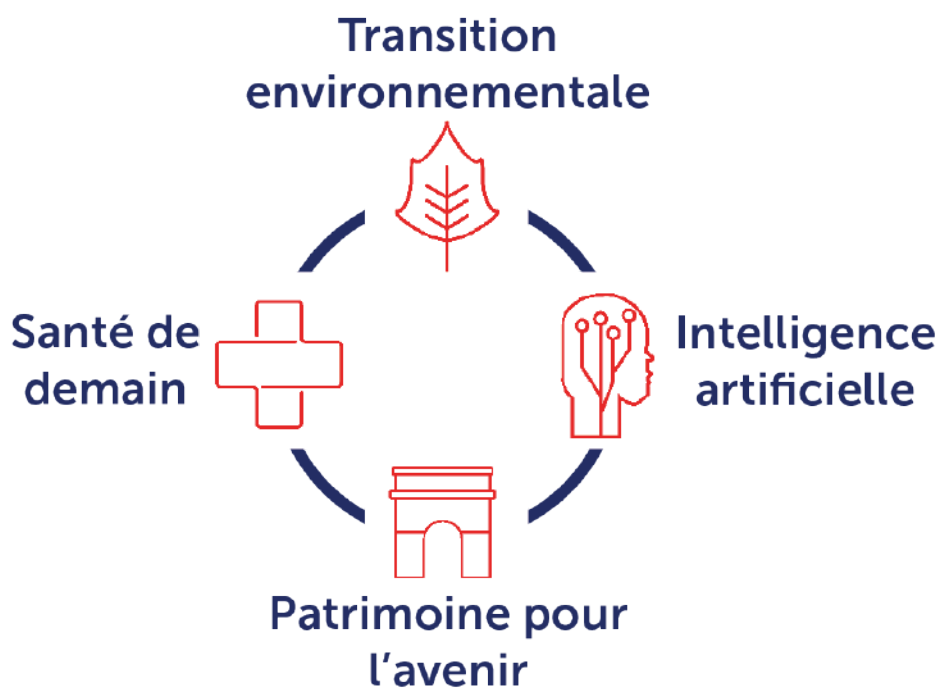 Transition
environnementale
Santé de
demain
Intelligence
artificielle
Patrimoine pour
l’avenir